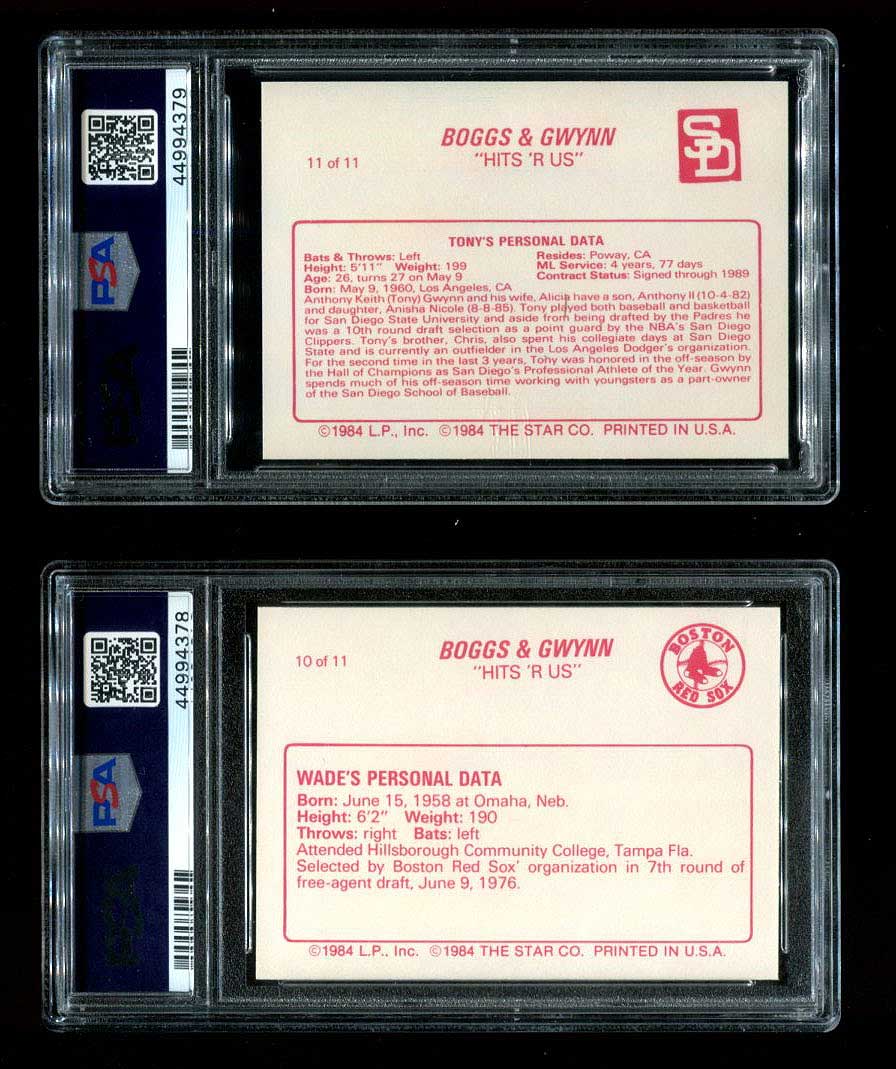 PSA
44994379
11 of 11
BOGGS & GWYNN
"HITS 'R US"
SD
TONY'S PERSONAL DATA
Bats & Throws: Left
Height: 5'11" Weight: 199
Age: 26, turns 27 on May 9
Born: May 9, 1960, Los Angeles, CA
Resides: Poway, CA
ML Service: 4 years, 77 days
Contract Status: Signed through 1989
Anthony Keith (Tony) Gwynn and his wife, Alicia have a son, Anthony II (10-4-82)
and daughter, Anisha Nicole (8-8-85). Tony played both baseball and basketball
for San Diego State University and aside from being drafted by the Padres he
was a 10th round draft selection as a point guard by the NBA's San Diego
Clippers. Tony's brother, Chris, also spent his collegiate days at San Diego
State and is currently an outfielder in the Los Angeles Dodger's organization.
For the second time in the last 3 years, Tony was honored in the off-season by
the Hall of Champions as San Diego's Professional Athlete of the Year. Gwynn
spends much of his off-season time working with youngsters as a part-owner
of the San Diego School of Baseball.
©1984 L.P., Inc. ©1984 THE STAR CO. PRINTED IN U.S.A.
PSA
44994378
10 of 11
BOGGS & GWYNN
"HITS 'R US"
BOSTON
RED SOX
WADE'S PERSONAL DATA
Born: June 15, 1958 at Omaha, Neb.
Height: 6'2" Weight: 190
Throws: right Bats: left
Attended Hillsborough Community College, Tampa Fla.
Selected by Boston Red Sox' organization in 7th round of
free-agent draft, June 9, 1976.
©1984 L.P., Inc. ©1984 THE STAR CO. PRINTED IN U.S.A.